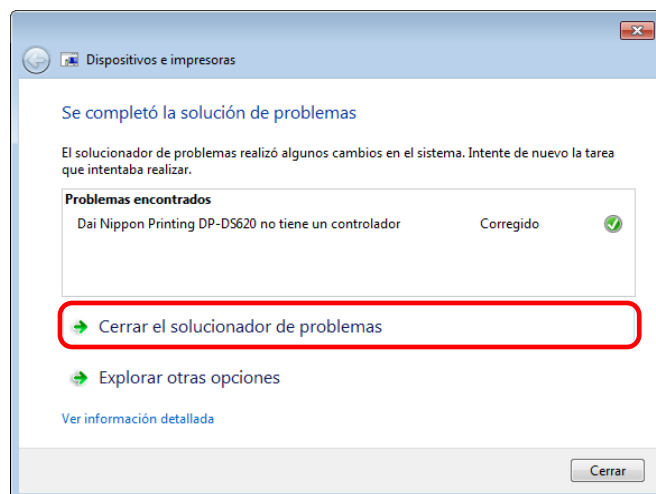 Dispositivos e impresoras
Se completó la solución de problemas
El solucionador de problemas realizó algunos cambios en el sistema. Intente de nuevo la tarea
que intentaba realizar.
Problemas encontrados
Dai Nippon Printing DP-DS620 no tiene un controlador Corregido
Cerrar el solucionador de problemas
Explorar otras opciones
Ver información detallada
Cerrar